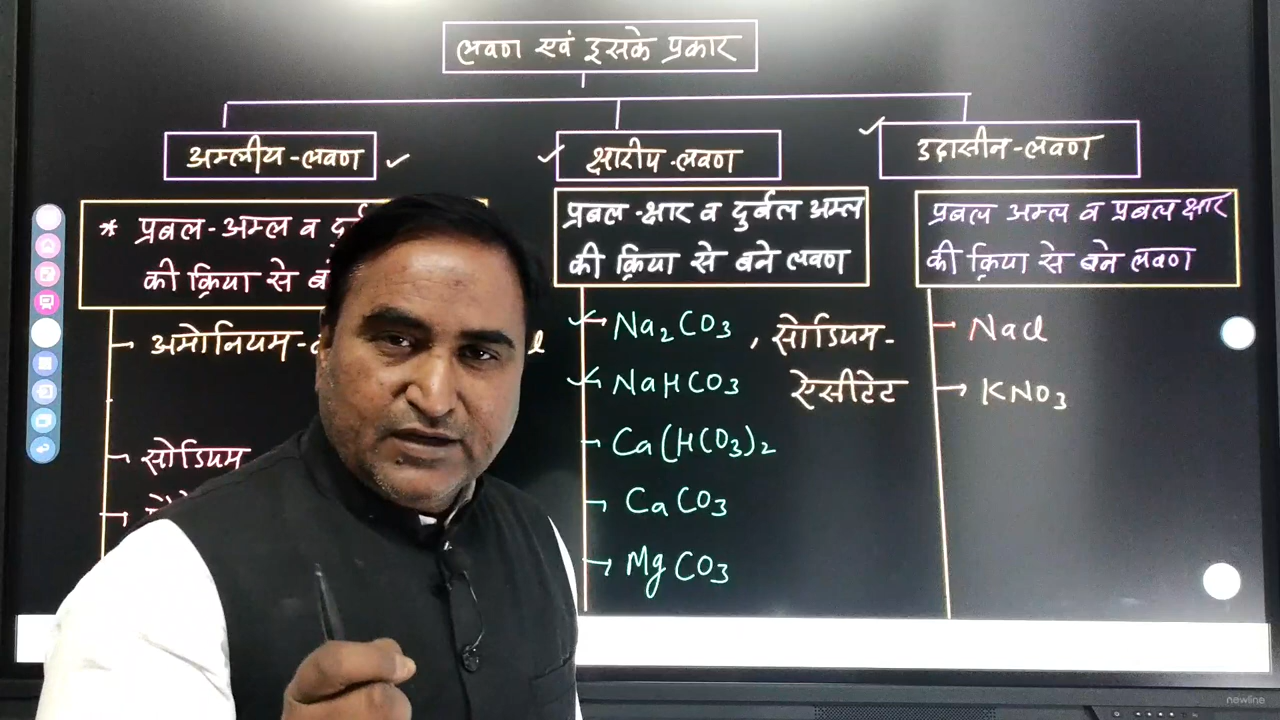 लवण एवं इसके प्रकार
अम्लीय-लवण
* प्रबल-अम्ल व
की क्रिया से
अमोनियम-
सोडियम
क्षारीय-लवण
प्रबल-क्षार व दुर्बल अम्ल
की क्रिया से बने लवण
Na2CO3, सोडियम-
NaHCO3 ऐसीटेट
Ca(HCO3)2
CaCO3
MgCO3
उदासीन-लवण
प्रबल अम्ल व प्रबल क्षार
की क्रिया से बने लवण
NaCl
KNO3
newline